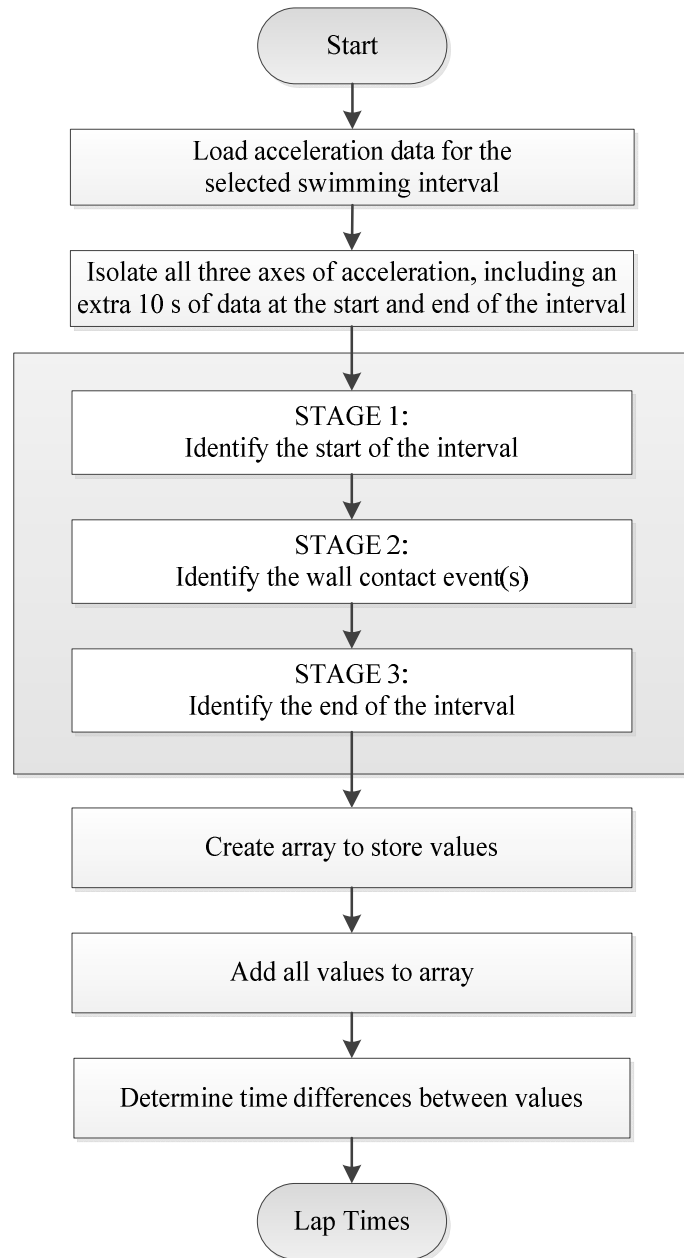 Start
Load acceleration data for the
selected swimming interval
Isolate all three axes of acceleration, including an
extra 10 s of data at the start and end of the interval
STAGE 1:
Identify the start of the interval
STAGE 2:
Identify the wall contact event(s)
STAGE 3:
Identify the end of the interval
Create array to store values
Add all values to array
Determine time differences between values
Lap Times